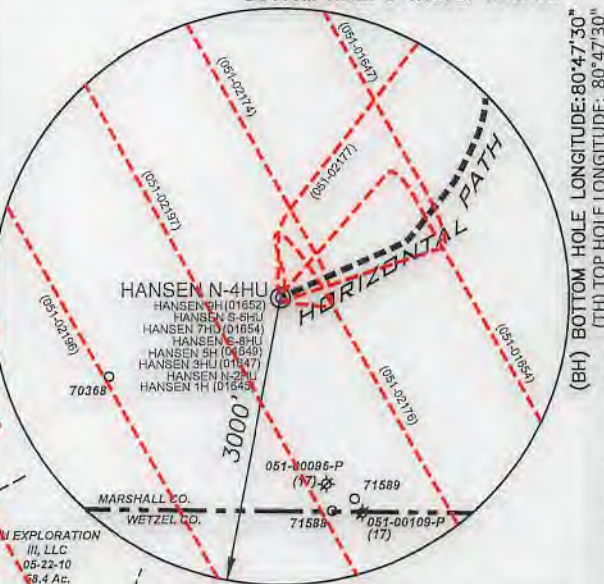 (051-01647)
(051-02174)
(051-02177)
(051-02197)
HORIZONTAL PATH
HANSEN N-4HU
HANSEN 9H (01652)
HANSEN S-6HU
HANSEN 7HU (01654)
HANSEN S-8HU
HANSEN 5H (01649)
HANSEN 3HU (01647)
HANSEN N-2HU
HANSEN 1H (01645)
(051-02196)
70368
3000'
(051-01654)
(051-02176)
051-00095-P
(17)
71589
MARSHALL CO.
WETZEL CO.
71588
051-00109-P
(17)
EXPLORATION
III, LLC
05-22-10
8.4 Ac.
(BH) BOTTOM HOLE LONGITUDE: 80°47'30"
(TH) TOP HOLE LONGITUDE: 80°47'30"